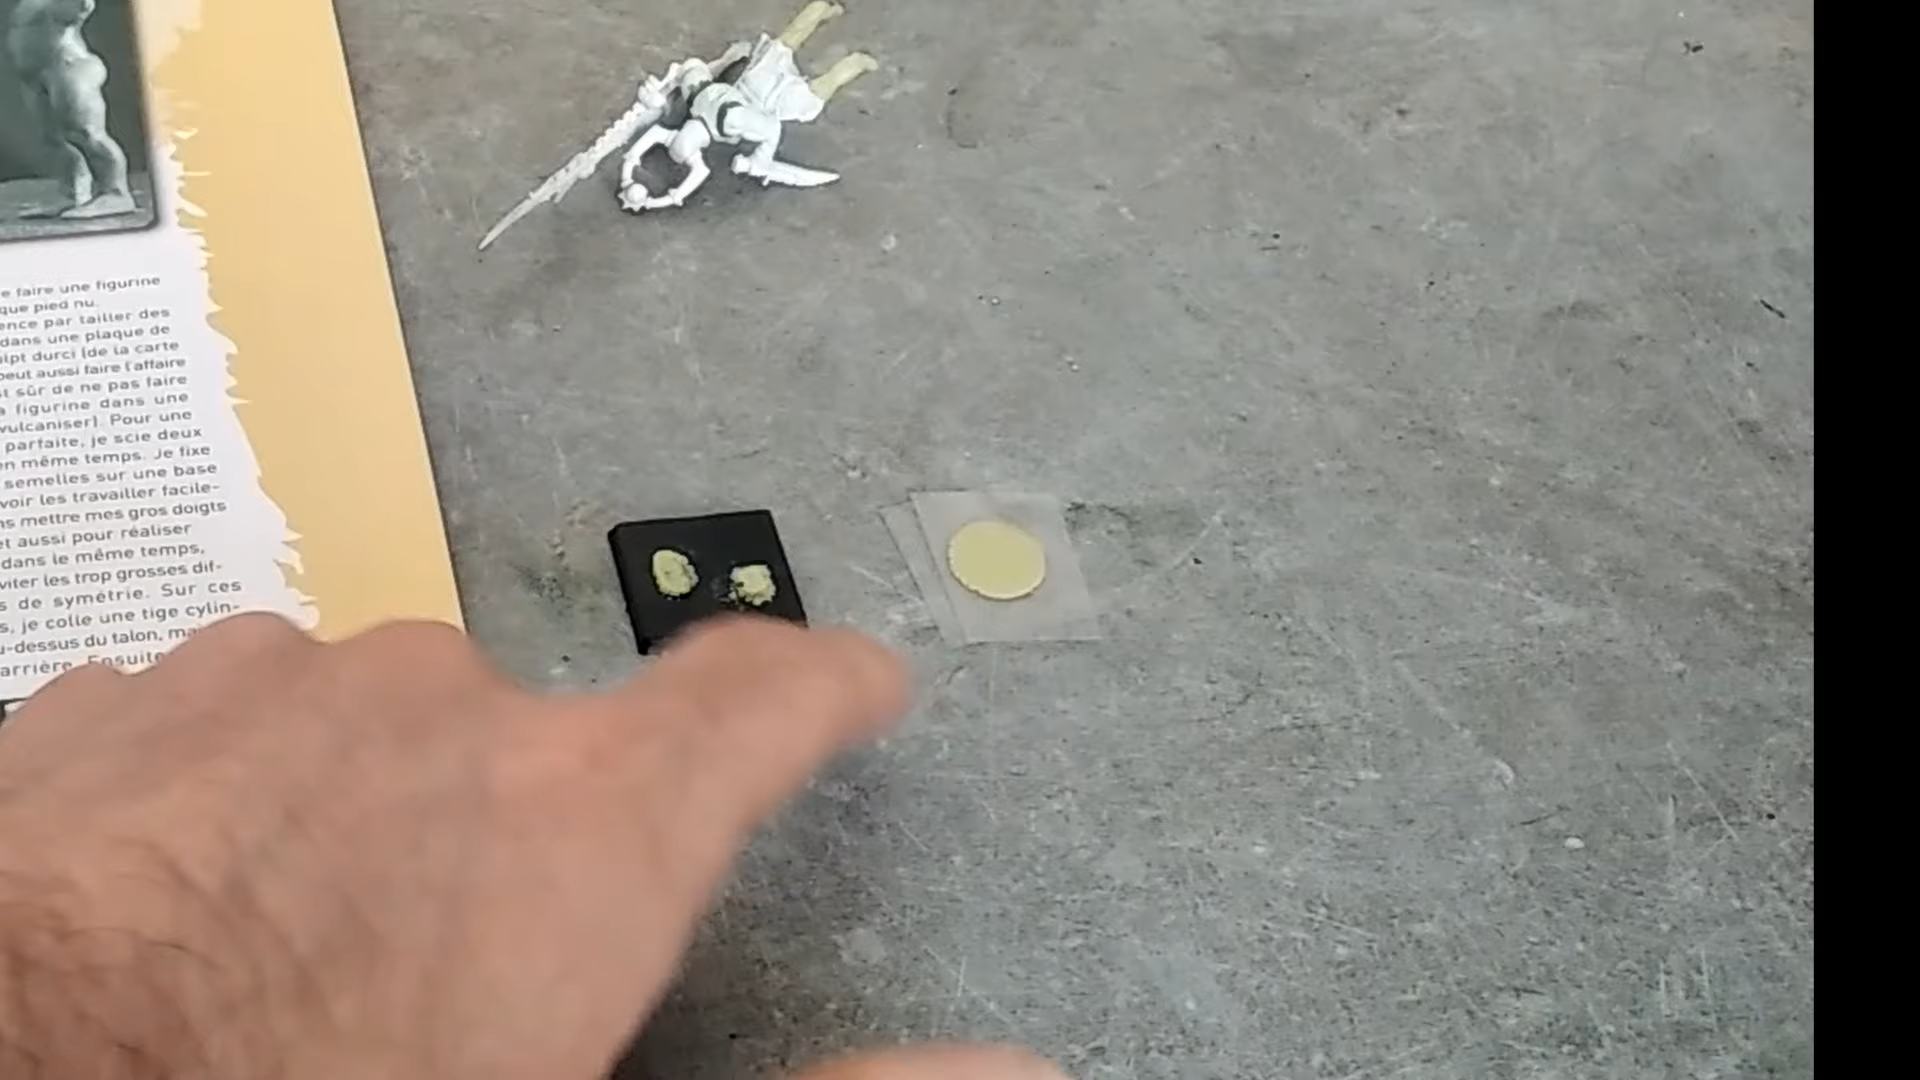 e faire une figurine
que pied nu.
ence par tailler des
dans une plaque de
ulpt durci (de la carte
peut aussi faire l'affaire
st sûr de ne pas faire
a figurine dans une
vulcaniser). Pour une
parfaite, je scie deux
en même temps. Je fixe
semelles sur une base
voir les travailler facile-
ns mettre mes gros doigts
et aussi pour réaliser
dans le même temps,
viter les trop grosses dif-
s de symétrie. Sur ces
s, je colle une tige cylin-
u-dessus du talon, mai
arrière. Ensuite